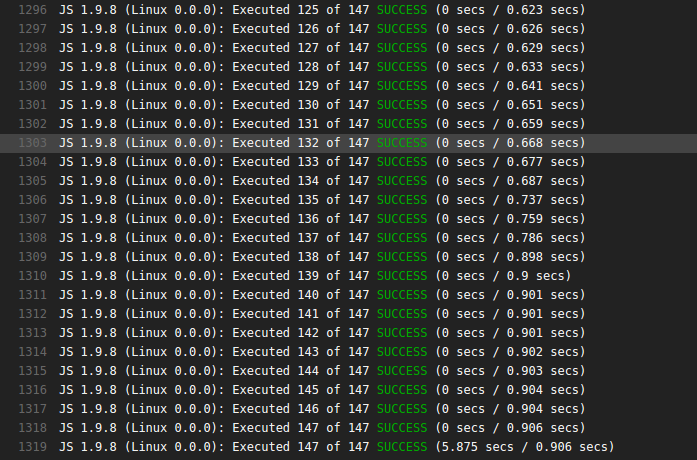 1296 JS 1.9.8 (Linux 0.0.0): Executed 125 of 147 SUCCESS (0 secs / 0.623 secs)
1297 JS 1.9.8 (Linux 0.0.0): Executed 126 of 147 SUCCESS (0 secs / 0.626 secs)
1298 JS 1.9.8 (Linux 0.0.0): Executed 127 of 147 SUCCESS (0 secs / 0.629 secs)
1299 JS 1.9.8 (Linux 0.0.0): Executed 128 of 147 SUCCESS (0 secs / 0.633 secs)
1300 JS 1.9.8 (Linux 0.0.0): Executed 129 of 147 SUCCESS (0 secs / 0.641 secs)
1301 JS 1.9.8 (Linux 0.0.0): Executed 130 of 147 SUCCESS (0 secs / 0.651 secs)
1302 JS 1.9.8 (Linux 0.0.0): Executed 131 of 147 SUCCESS (0 secs / 0.659 secs)
1303 JS 1.9.8 (Linux 0.0.0): Executed 132 of 147 SUCCESS (0 secs / 0.668 secs)
1304 JS 1.9.8 (Linux 0.0.0): Executed 133 of 147 SUCCESS (0 secs / 0.677 secs)
1305 JS 1.9.8 (Linux 0.0.0): Executed 134 of 147 SUCCESS (0 secs / 0.687 secs)
1306 JS 1.9.8 (Linux 0.0.0): Executed 135 of 147 SUCCESS (0 secs / 0.737 secs)
1307 JS 1.9.8 (Linux 0.0.0): Executed 136 of 147 SUCCESS (0 secs / 0.759 secs)
1308 JS 1.9.8 (Linux 0.0.0): Executed 137 of 147 SUCCESS (0 secs / 0.786 secs)
1309 JS 1.9.8 (Linux 0.0.0): Executed 138 of 147 SUCCESS (0 secs / 0.898 secs)
1310 JS 1.9.8 (Linux 0.0.0): Executed 139 of 147 SUCCESS (0 secs / 0.9 secs)
1311 JS 1.9.8 (Linux 0.0.0): Executed 140 of 147 SUCCESS (0 secs / 0.901 secs)
1312 JS 1.9.8 (Linux 0.0.0): Executed 141 of 147 SUCCESS (0 secs / 0.901 secs)
1313 JS 1.9.8 (Linux 0.0.0): Executed 142 of 147 SUCCESS (0 secs / 0.901 secs)
1314 JS 1.9.8 (Linux 0.0.0): Executed 143 of 147 SUCCESS (0 secs / 0.902 secs)
1315 JS 1.9.8 (Linux 0.0.0): Executed 144 of 147 SUCCESS (0 secs / 0.903 secs)
1316 JS 1.9.8 (Linux 0.0.0): Executed 145 of 147 SUCCESS (0 secs / 0.904 secs)
1317 JS 1.9.8 (Linux 0.0.0): Executed 146 of 147 SUCCESS (0 secs / 0.904 secs)
1318 JS 1.9.8 (Linux 0.0.0): Executed 147 of 147 SUCCESS (0 secs / 0.906 secs)
1319 JS 1.9.8 (Linux 0.0.0): Executed 147 of 147 SUCCESS (5.875 secs / 0.906 secs)